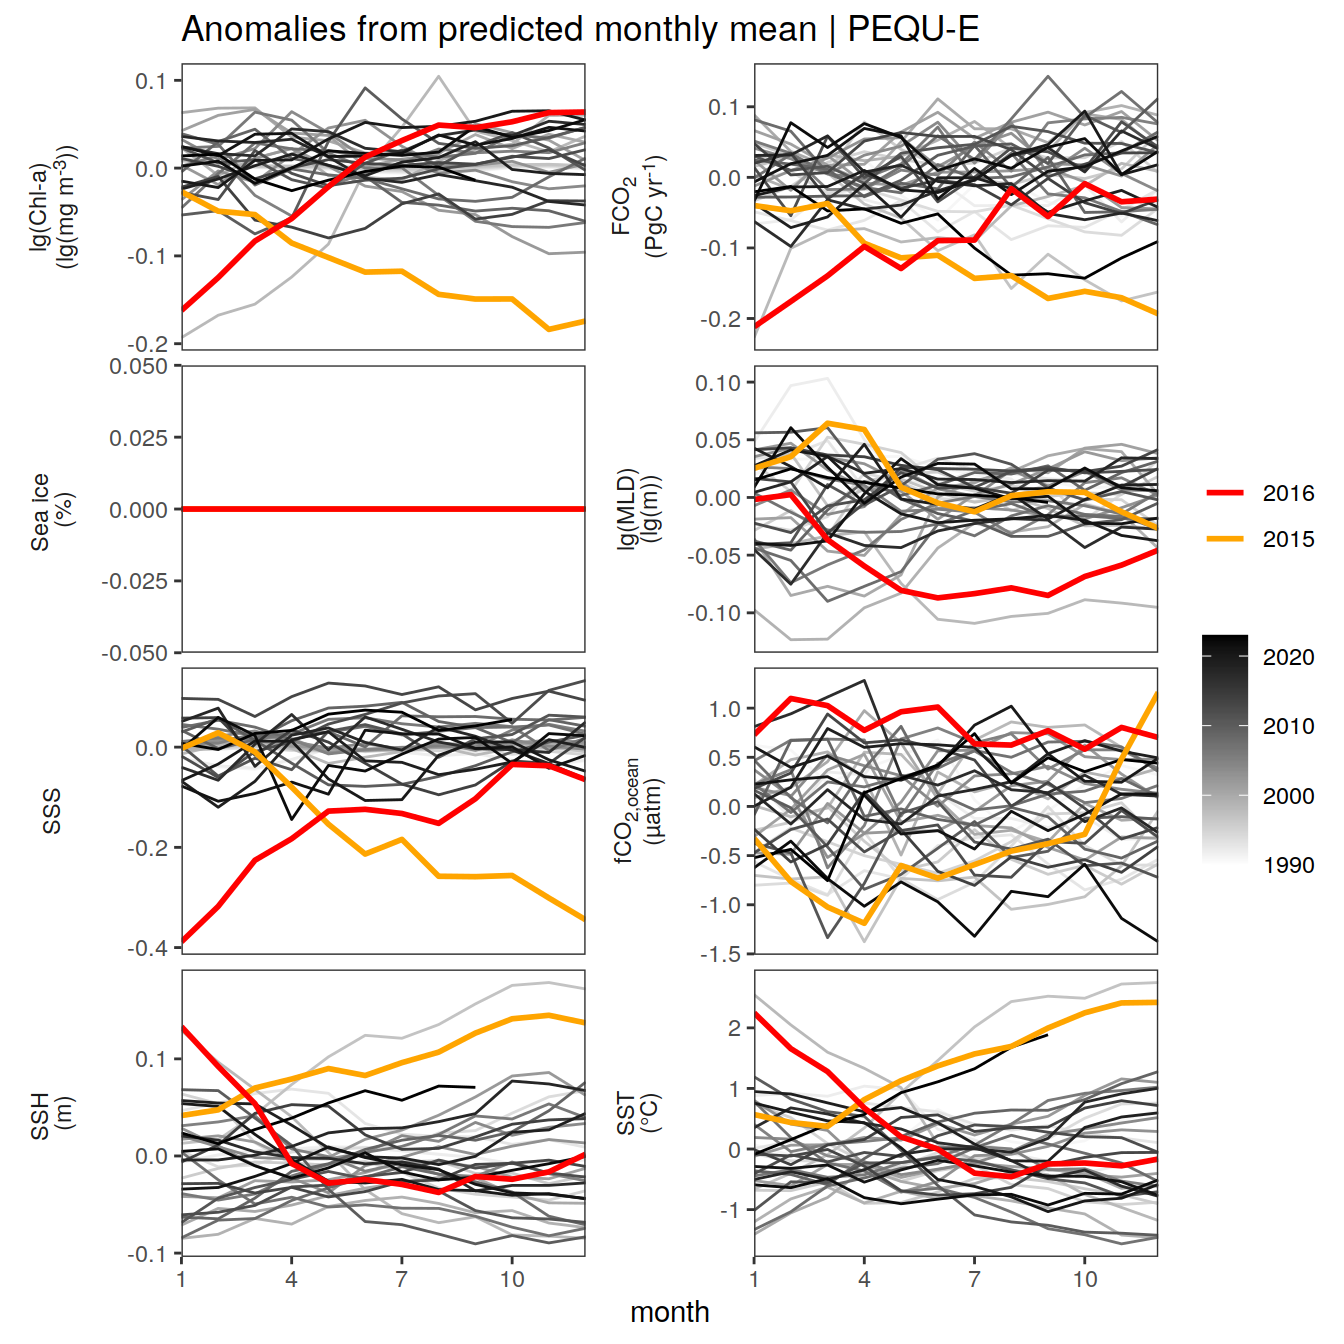 Anomalies from predicted monthly mean | PEQU-E
lg(Chl-a)
(lg(mg m⁻³))
0.1
0.0
-0.1
-0.2
FCO₂
(PgC yr⁻¹)
0.1
0.0
-0.1
-0.2
Sea Ice
(%)
0.050
0.025
0.000
-0.025
-0.050
lg(MLD)
(lg(m))
0.10
0.05
0.00
-0.05
-0.10
SSS
0.0
-0.2
-0.4
fCO₂,ocean
(µatm)
1.0
0.5
0.0
-0.5
-1.0
-1.5
SSH
(m)
0.1
0.0
-0.1
SST
(°C)
2
1
0
-1
1 4 7 10
1 4 7 10
month
2016
2015
2020
2010
2000
1990